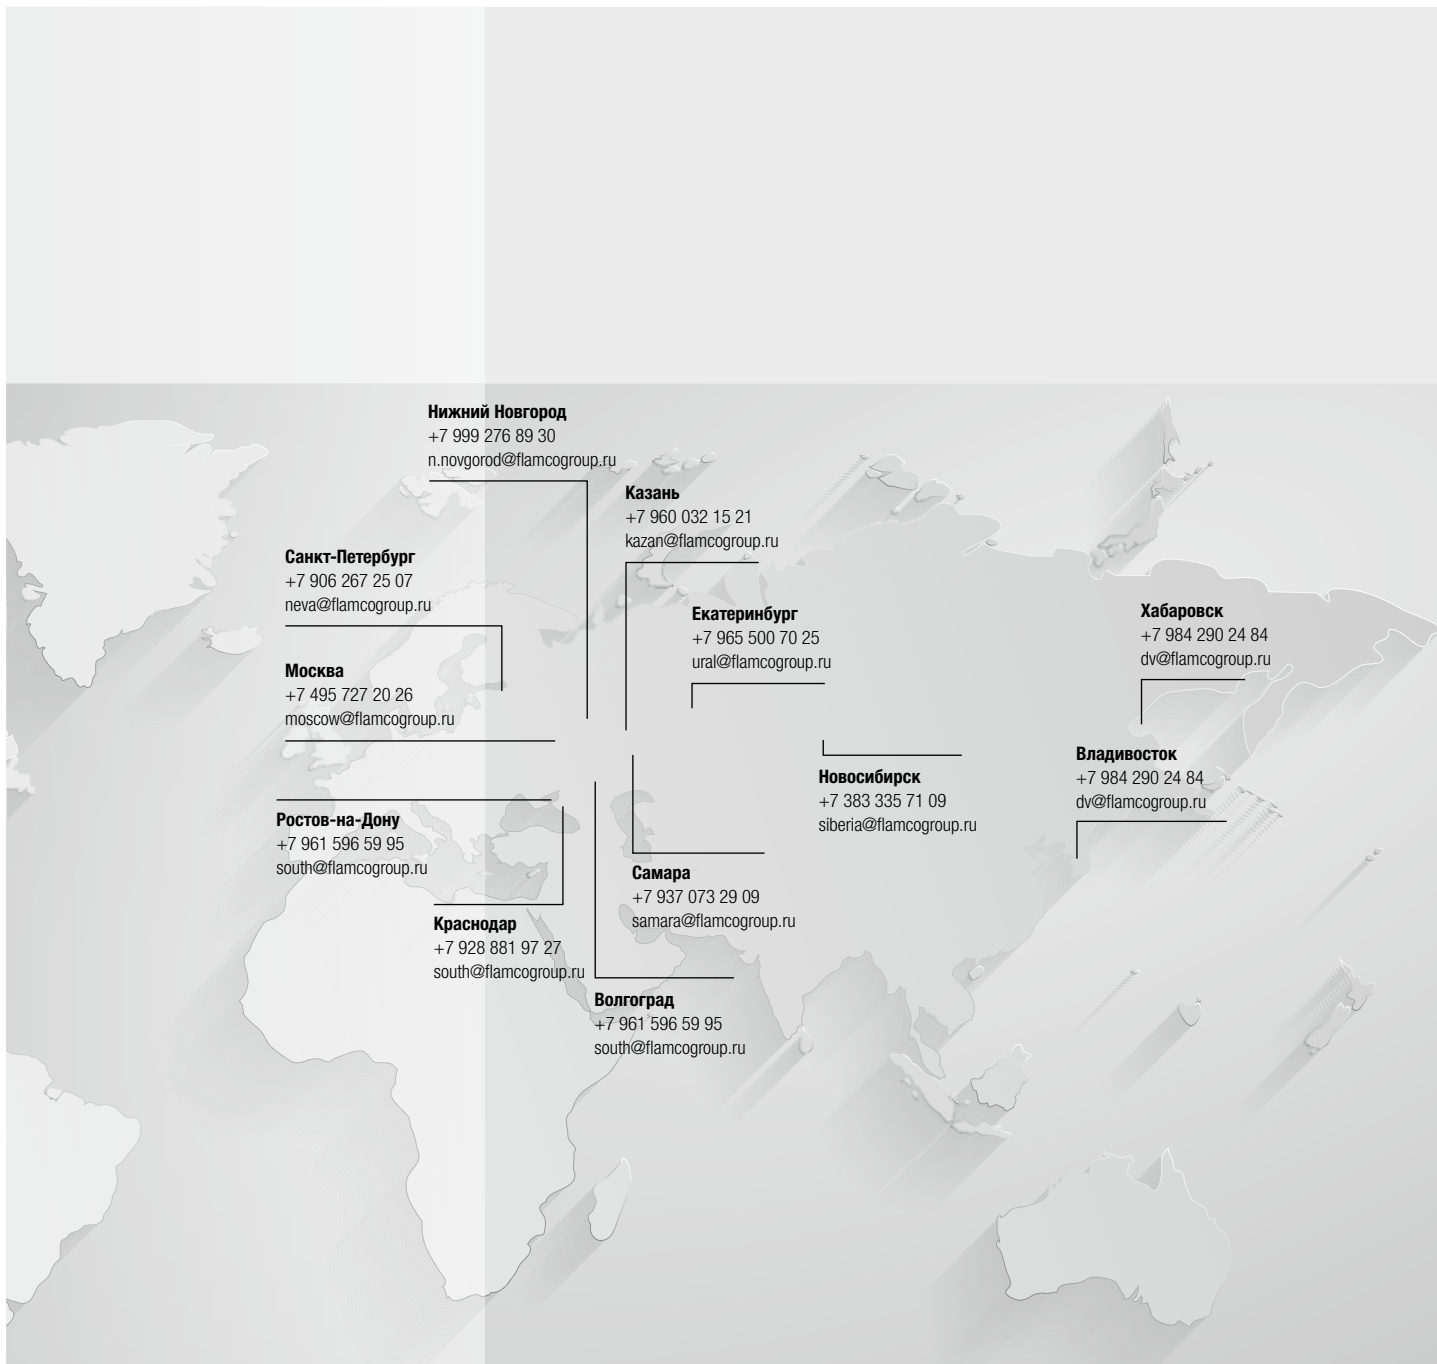 Нижний Новгород
+7 999 276 89 30
n.novgorod@flamcogroup.ru
Казань
+7 960 032 15 21
kazan@flamcogroup.ru
Санкт-Петербург
+7 906 267 25 07
neva@flamcogroup.ru
Екатеринбург
+7 965 500 70 25
ural@flamcogroup.ru
Хабаровск
+7 984 290 24 84
dv@flamcogroup.ru
Москва
+7 495 727 20 26
moscow@flamcogroup.ru
Владивосток
+7 984 290 24 84
dv@flamcogroup.ru
Новосибирск
+7 383 335 71 09
siberia@flamcogroup.ru
Ростов-на-Дону
+7 961 596 59 95
south@flamcogroup.ru
Самара
+7 937 073 29 09
samara@flamcogroup.ru
Краснодар
+7 928 881 97 27
south@flamcogroup.ru
Волгоград
+7 961 596 59 95
south@flamcogroup.ru